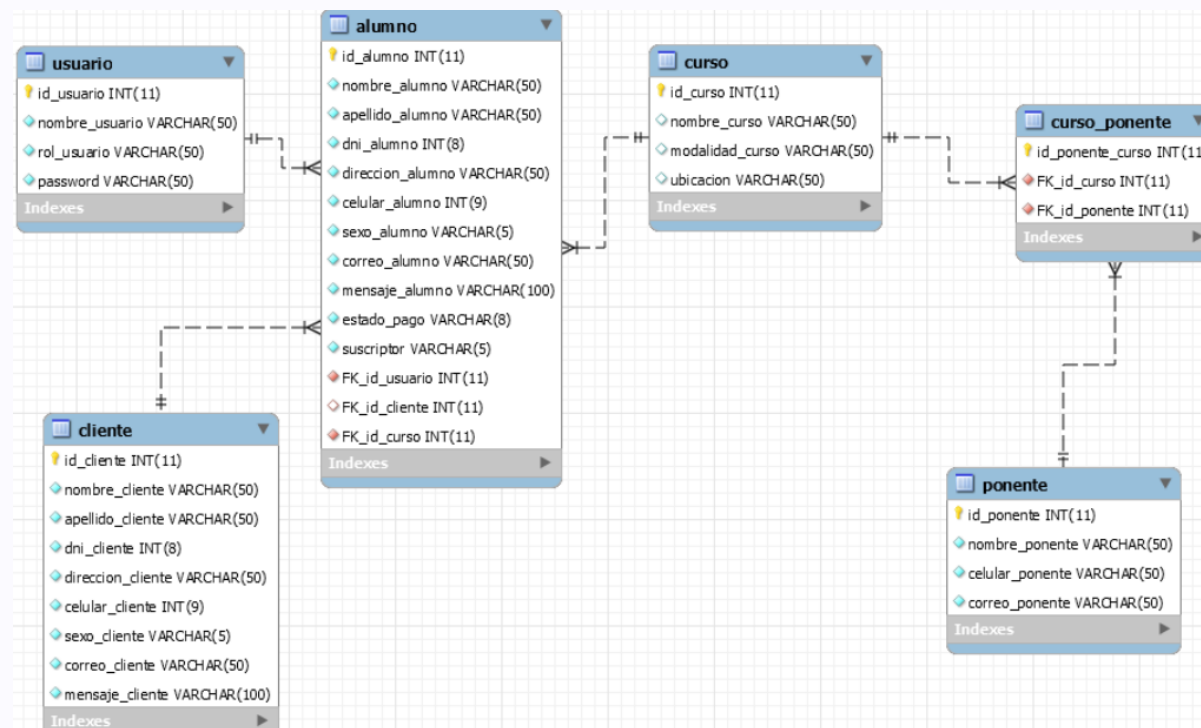 usuario
id_usuario INT(11)
nombre_usuario VARCHAR(50)
rol_usuario VARCHAR(50)
password VARCHAR(50)
Indexes
alumno
id_alumno INT(11)
nombre_alumno VARCHAR(50)
apellido_alumno VARCHAR(50)
dni_alumno INT(8)
direccion_alumno VARCHAR(50)
celular_alumno INT(9)
sexo_alumno VARCHAR(5)
correo_alumno VARCHAR(50)
mensaje_alumno VARCHAR(100)
estado_pago VARCHAR(8)
suscriptor VARCHAR(5)
FK_id_usuario INT(11)
FK_id_cliente INT(11)
FK_id_curso INT(11)
Indexes
curso
id_curso INT(11)
nombre_curso VARCHAR(50)
modalidad_curso VARCHAR(50)
ubicacion VARCHAR(50)
Indexes
curso_ponente
id_ponente_curso INT(11
FK_id_curso INT(11)
FK_id_ponente INT(11)
Indexes
cliente
id_cliente INT(11)
nombre_cliente VARCHAR(50)
apellido_cliente VARCHAR(50)
dni_cliente INT(8)
direccion_cliente VARCHAR(50)
celular_cliente INT(9)
sexo_cliente VARCHAR(5)
correo_cliente VARCHAR(50)
mensaje_cliente VARCHAR(100)
Indexes
ponente
id_ponente INT(11)
nombre_ponente VARCHAR(50)
celular_ponente VARCHAR(50)
correo_ponente VARCHAR(50)
Indexes